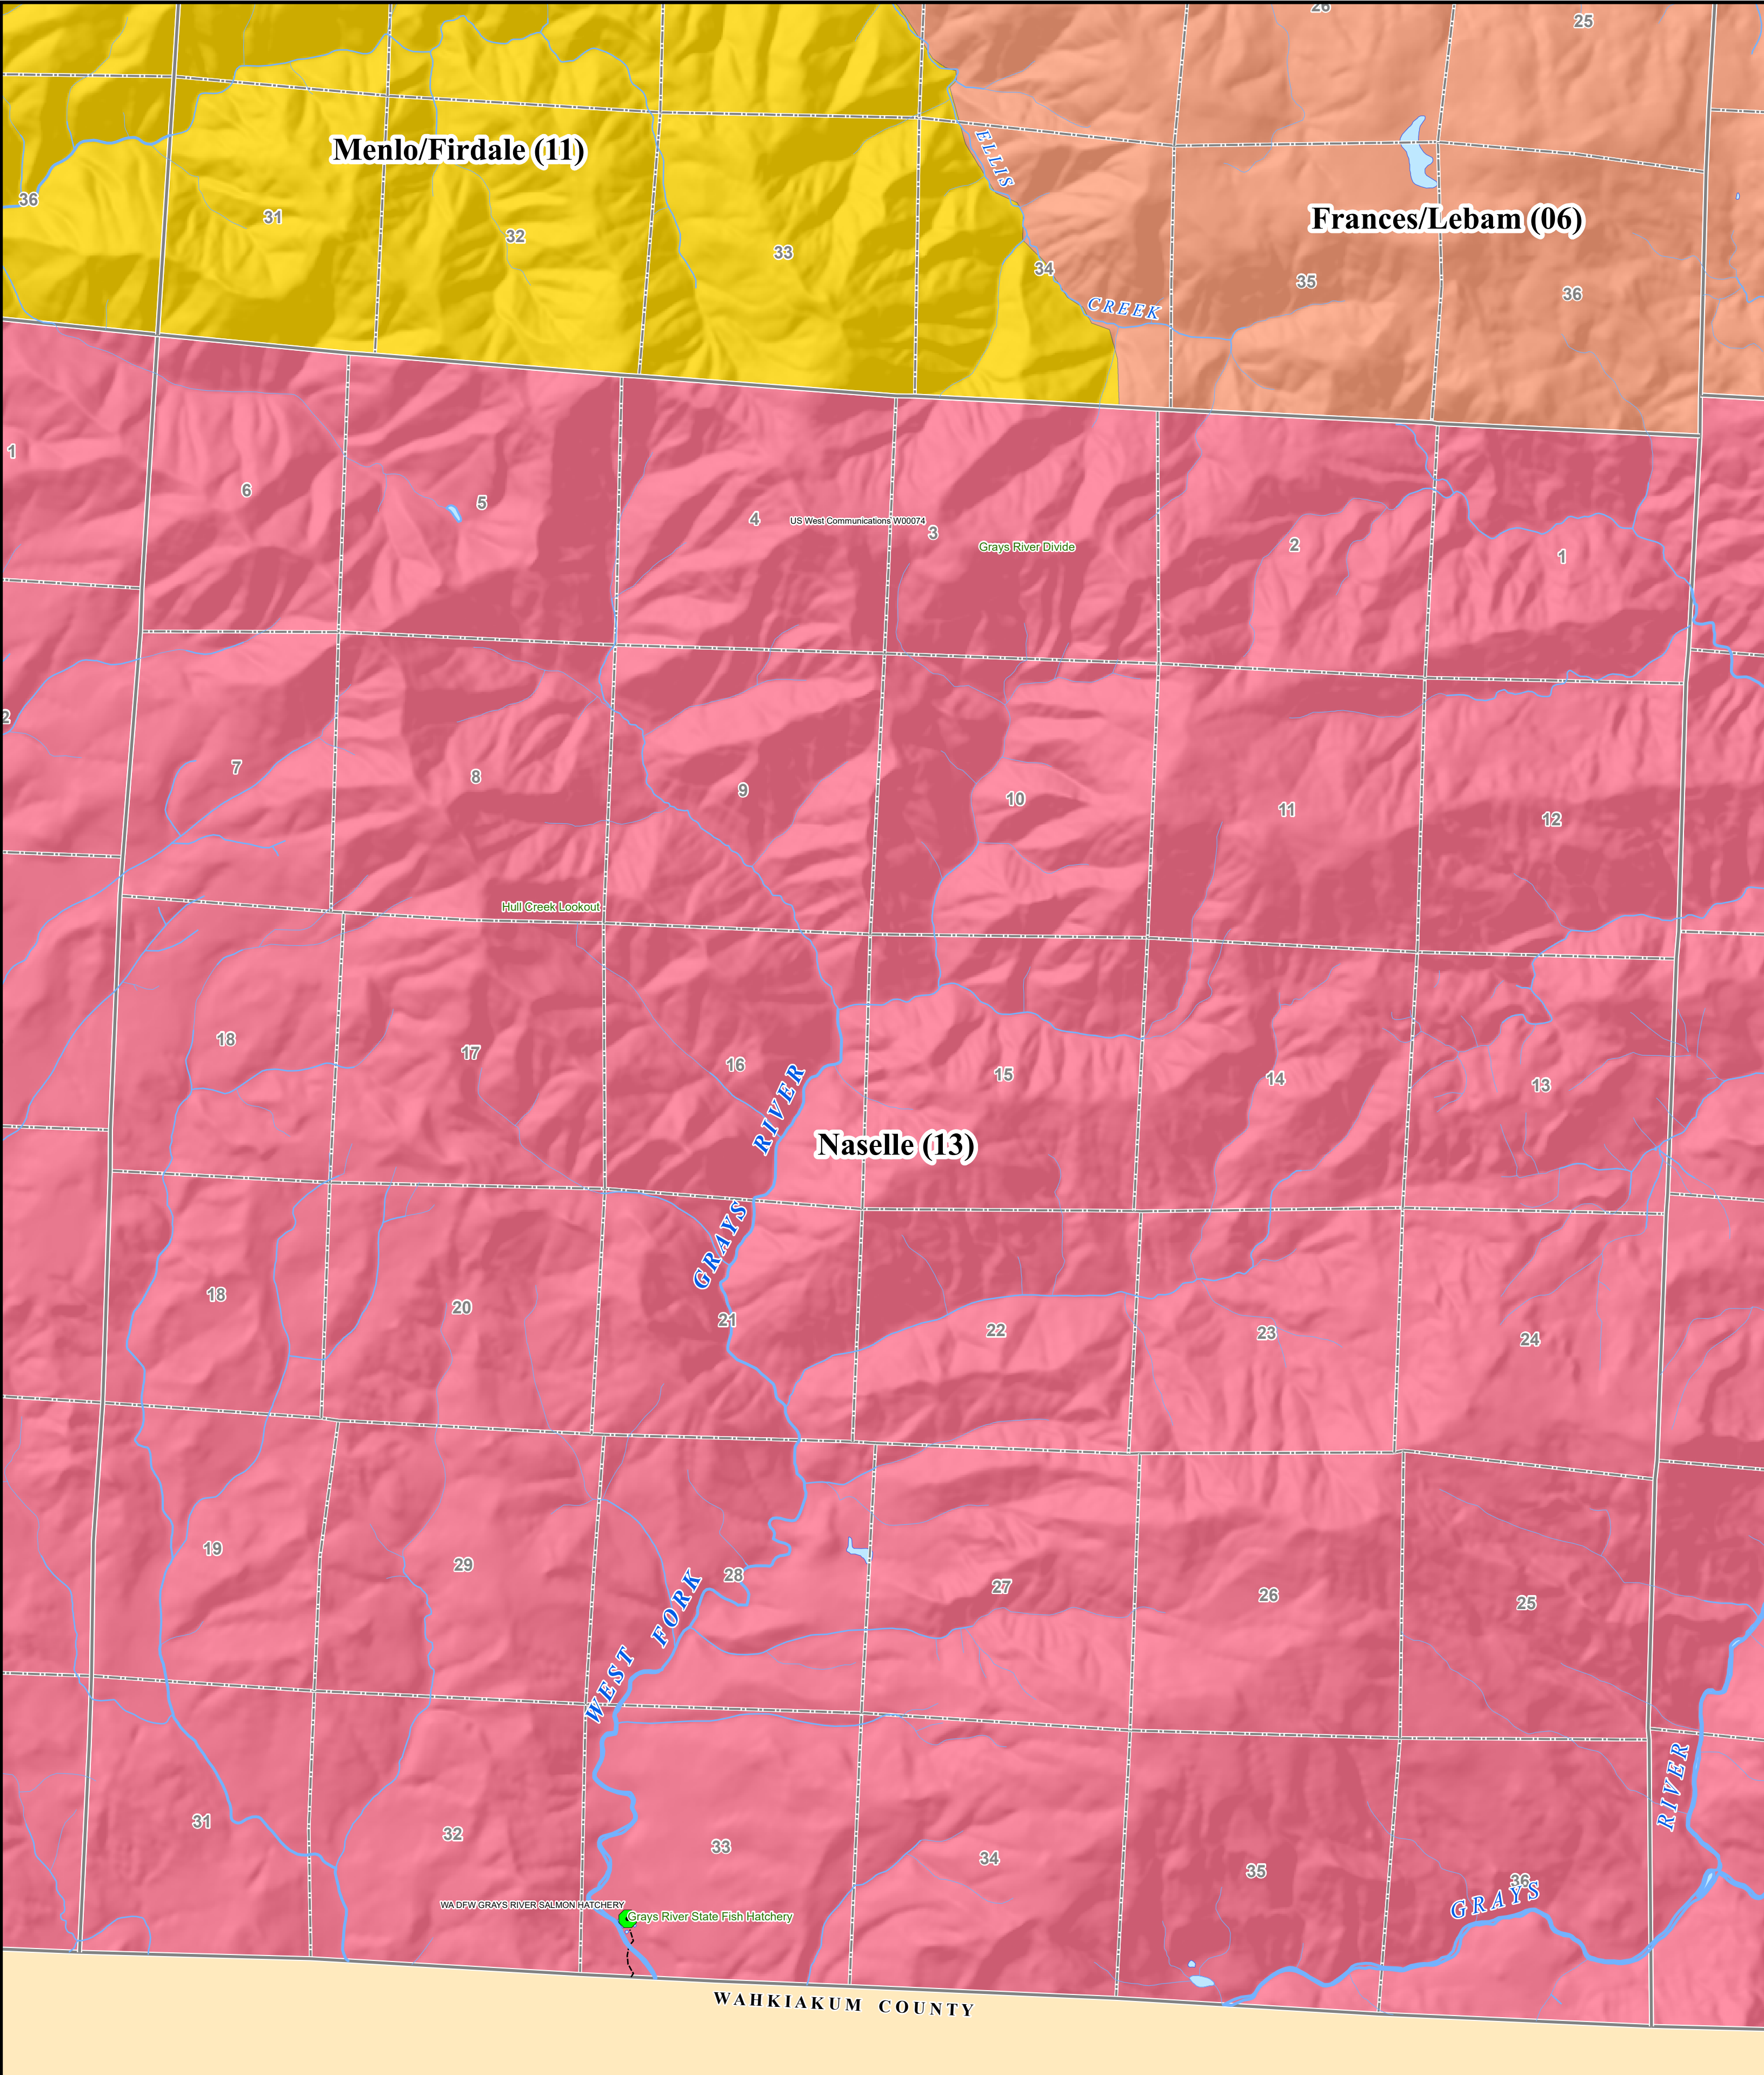 26
25
Menlo/Firdale (11)
ELLIS
36
31
32
33
34
Frances/Lebam (06)
35
36
CREEK
1
6
5
4
US West Communications W00074
3
Grays River Divide
2
1
2
7
8
9
10
11
12
Hull Creek Lookout
18
17
16
15
14
13
RIVER
Naselle (13)
GRAYS
18
20
21
22
23
24
19
29
28
27
26
25
WEST FORK
31
32
33
34
35
36
RIVER
GRAYS
WA DFW GRAYS RIVER SALMON HATCHERY
Grays River State Fish Hatchery
WAHKIAKUM COUNTY